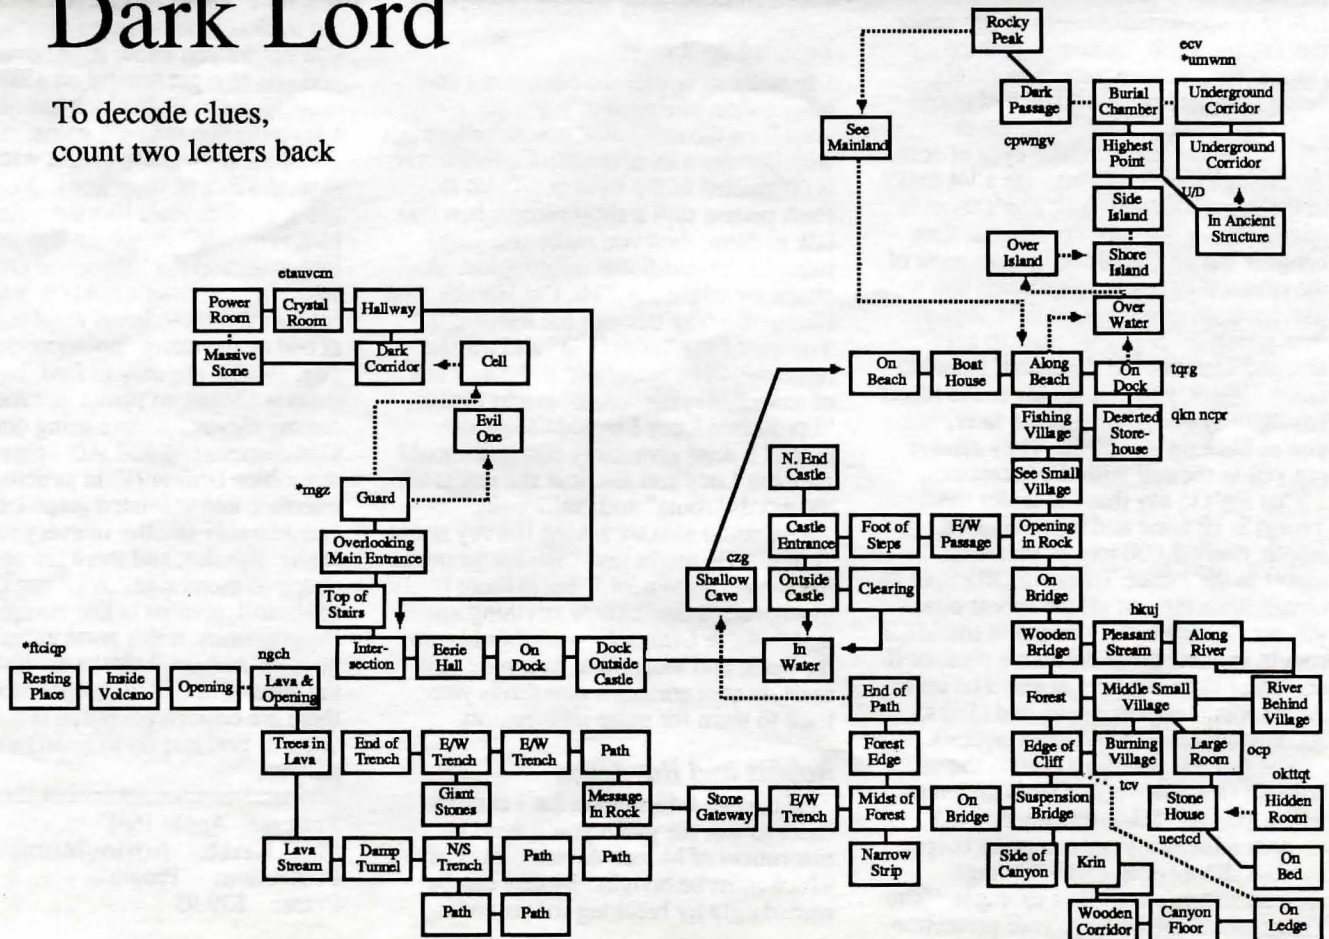 Dark Lord
To decode clues,
count two letters back
Rocky
Peak
ecv
*umwnn
Dark
Passage
Burial
Chamber
Underground
Corridor
See
Mainland
cpwngv
Highest
Point
Underground
Corridor
U/D
Side
Island
In Ancient
Structure
Over
Island
Shore
Island
Over
Water
etauvcm
Power
Room
Crystal
Room
Hallway
Massive
Stone
Dark
Corridor
Cell
Evil
One
On
Beach
Boat
House
Along
Beach
On
Dock
tqrg
Fishing
Village
Deserted
Store-
house
qkn ncpr
*mgz
Guard
N. End
Castle
See Small
Village
Overlooking
Main Entrance
Castle
Entrance
Foot of
Steps
E/W
Passage
Opening
in Rock
czg
Shallow
Cave
Outside
Castle
Clearing
On
Bridge
Top of
Stairs
hkuj
*ftciqp
ngch
Inter-
section
Eerie
Hall
On
Dock
Dock
Outside
Castle
In
Water
Wooden
Bridge
Pleasant
Stream
Along
River
Resting
Place
Inside
Volcano
Opening
Lava &
Opening
End of
Path
Forest
Middle Small
Village
River
Behind
Village
Trees in
Lava
End of
Trench
E/W
Trench
E/W
Trench
Path
Forest
Edge
Edge of
Cliff
Burning
Village
Large
Room
ocp
okttqt
Giant
Stones
Message
In Rock
Stone
Gateway
E/W
Trench
Midst of
Forest
On
Bridge
Suspension
Bridge
tcv
Stone
House
Hidden
Room
uectcd
Lava
Stream
Damp
Tunnel
N/S
Trench
Path
Path
Narrow
Strip
Side of
Canyon
Krin
On
Bed
Path
Path
Wooden
Corridor
Canyon
Floor
On
Ledge